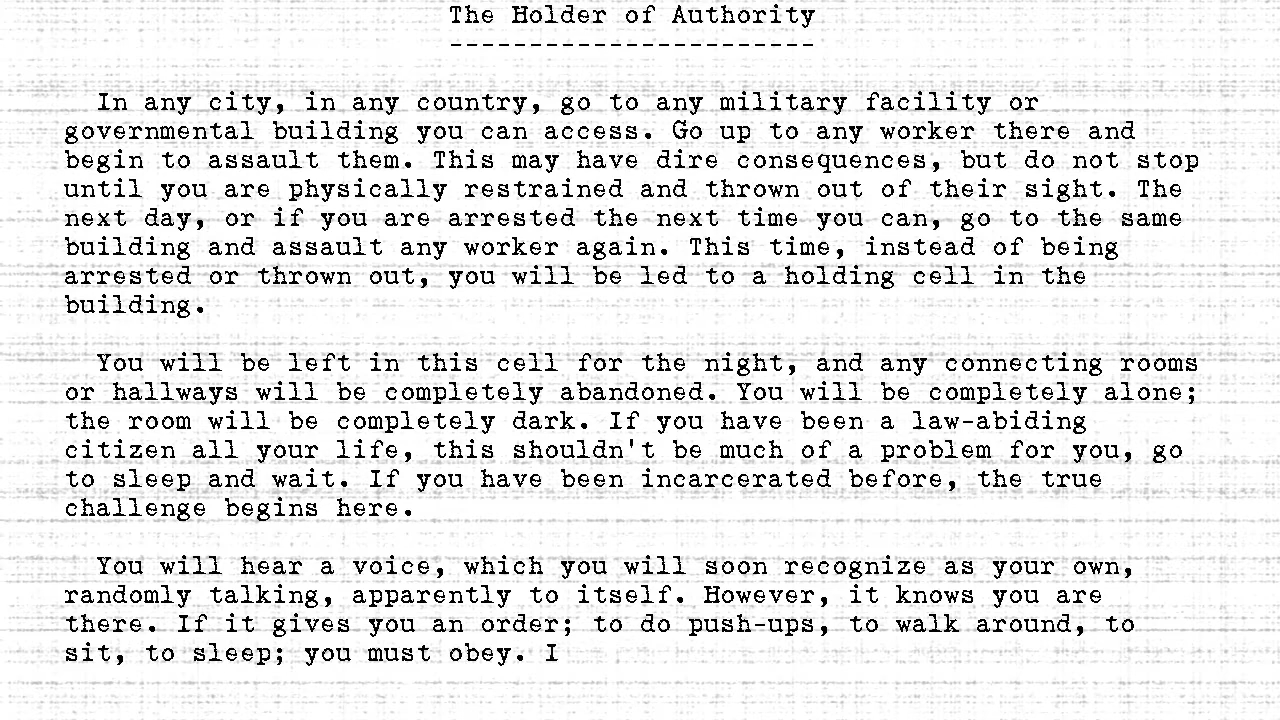 The Holder of Authority
-----------------------
In any city, in any country, go to any military facility or
governmental building you can access. Go up to any worker there and
begin to assault them. This may have dire consequences, but do not stop
until you are physically restrained and thrown out of their sight. The
next day, or if you are arrested the next time you can, go to the same
building and assault any worker again. This time, instead of being
arrested or thrown out, you will be led to a holding cell in the
building.
You will be left in this cell for the night, and any connecting rooms
or hallways will be completely abandoned. You will be completely alone;
the room will be completely dark. If you have been a law-abiding
citizen all your life, this shouldn't be much of a problem for you, go
to sleep and wait. If you have been incarcerated before, the true
challenge begins here.
You will hear a voice, which you will soon recognize as your own,
randomly talking, apparently to itself. However, it knows you are
there. If it gives you an order; to do push-ups, to walk around, to
sit, to sleep; you must obey. I